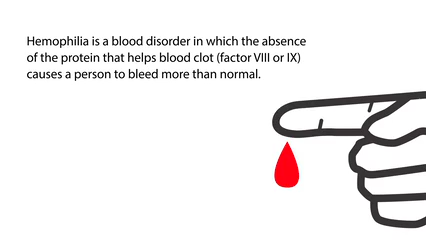 Hemophilia is a blood disorder in which the absence
of the protein that helps blood clot (factor VIII or IX)
causes a person to bleed more than normal.